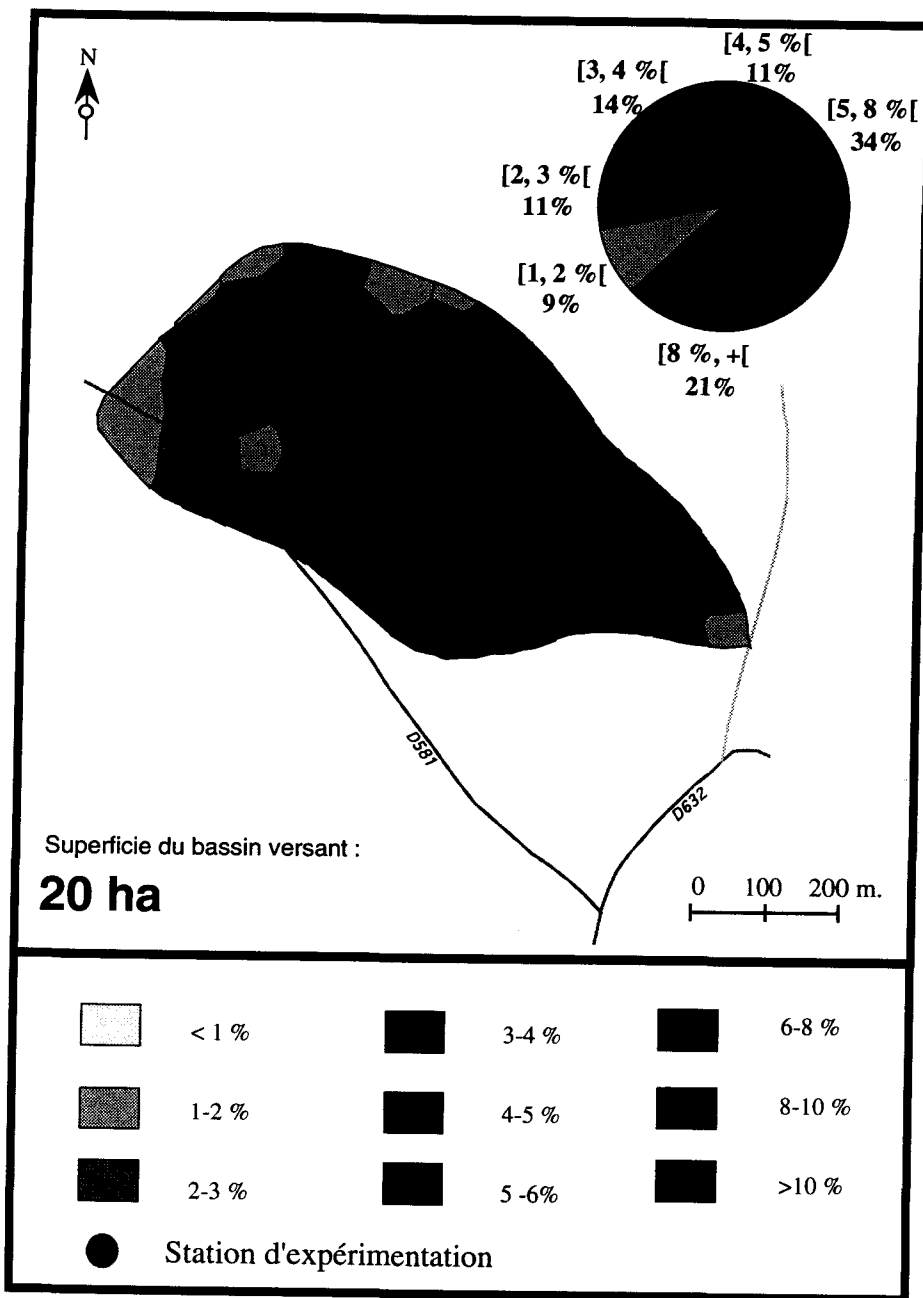 N
[4, 5 %[
11%
[3, 4 %[
14%
[5, 8 %[
34%
[2, 3 %[
11%
[1, 2 %[
9%
[8 %, +[
21%
D581
D632
Superficie du bassin versant :
20 ha
0 100 200 m.
< 1 %
3-4 %
6-8 %
1-2 %
4-5 %
8-10 %
2-3 %
5 -6%
>10 %
Station d'expérimentation